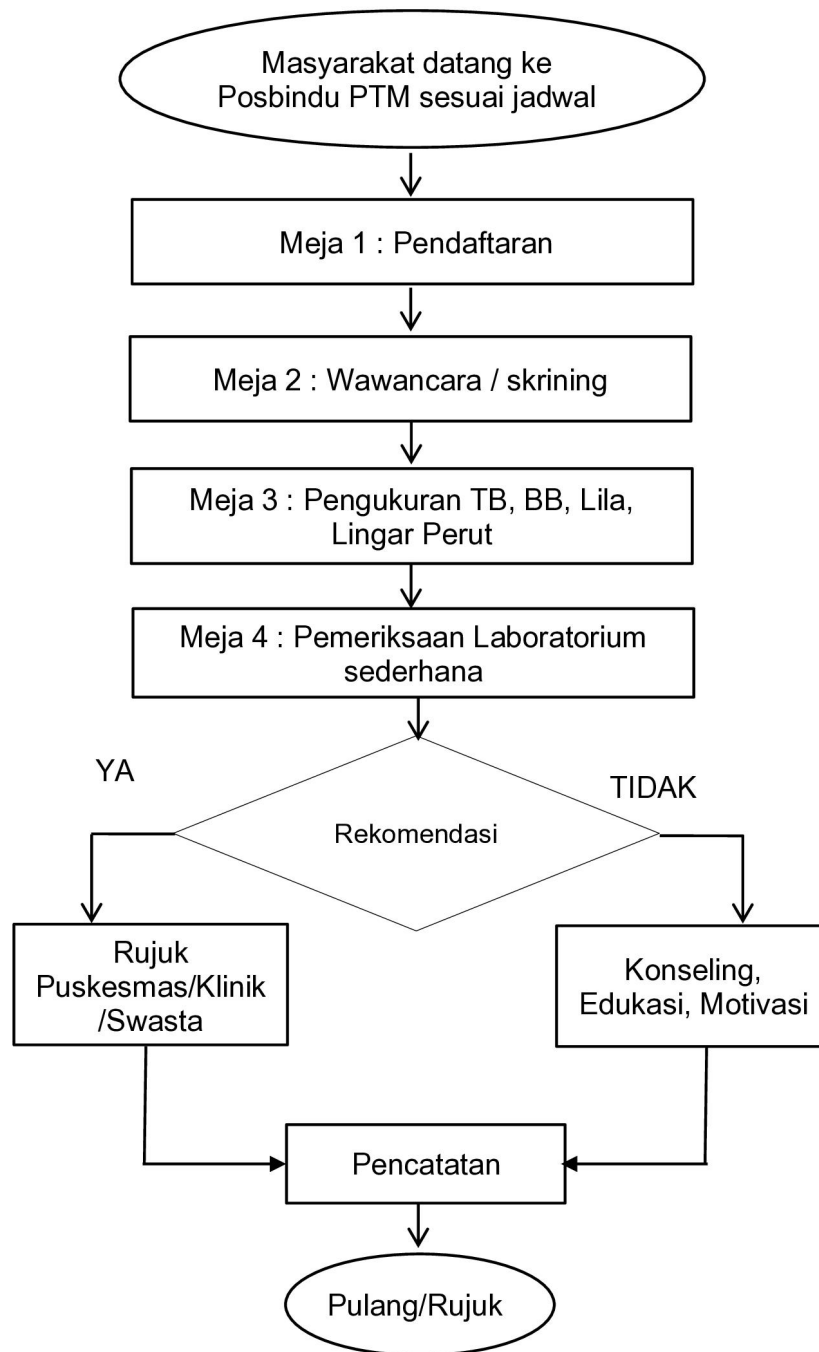 Masyarakat datang ke
Posbindu PTM sesuai jadwal
Meja 1 : Pendaftaran
Meja 2 : Wawancara / skrining
Meja 3 : Pengukuran TB, BB, Lila,
Lingar Perut
Meja 4 : Pemeriksaan Laboratorium
sederhana
YA
TIDAK
Rekomendasi
Rujuk
Puskesmas/Klinik
/Swasta
Konseling,
Edukasi, Motivasi
Pencatatan
Pulang/Rujuk